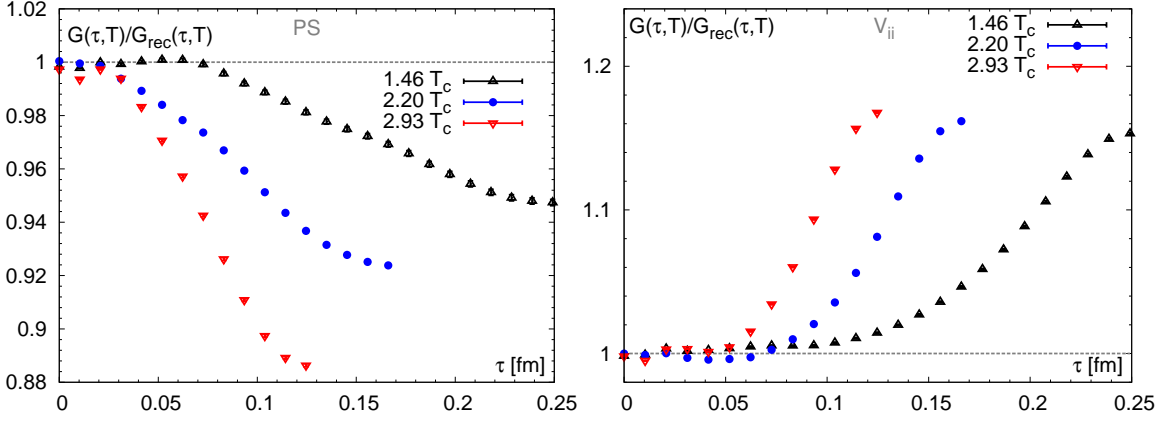 G(τ,T)/G_rec(τ,T)
PS
1.46 T_c
2.20 T_c
2.93 T_c
1.02
1
0.98
0.96
0.94
0.92
0.9
0.88
τ [fm]
0
0.05
0.1
0.15
0.2
0.25
G(τ,T)/G_rec(τ,T)
V_ii
1.46 T_c
2.20 T_c
2.93 T_c
1.2
1.1
1
τ [fm]
0
0.05
0.1
0.15
0.2
0.25